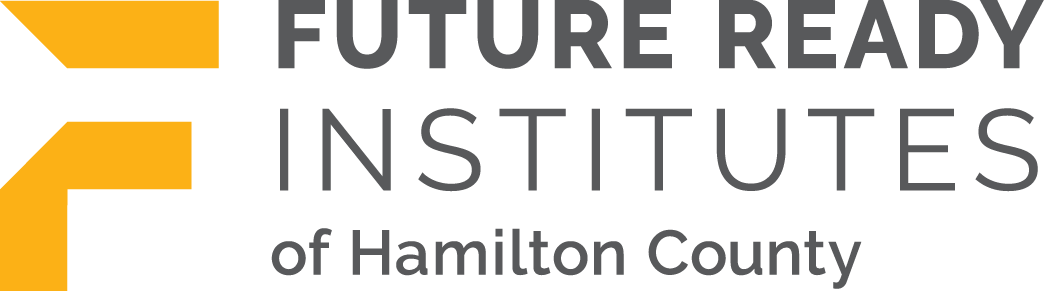 FUTURE READY
INSTITUTES
of Hamilton County